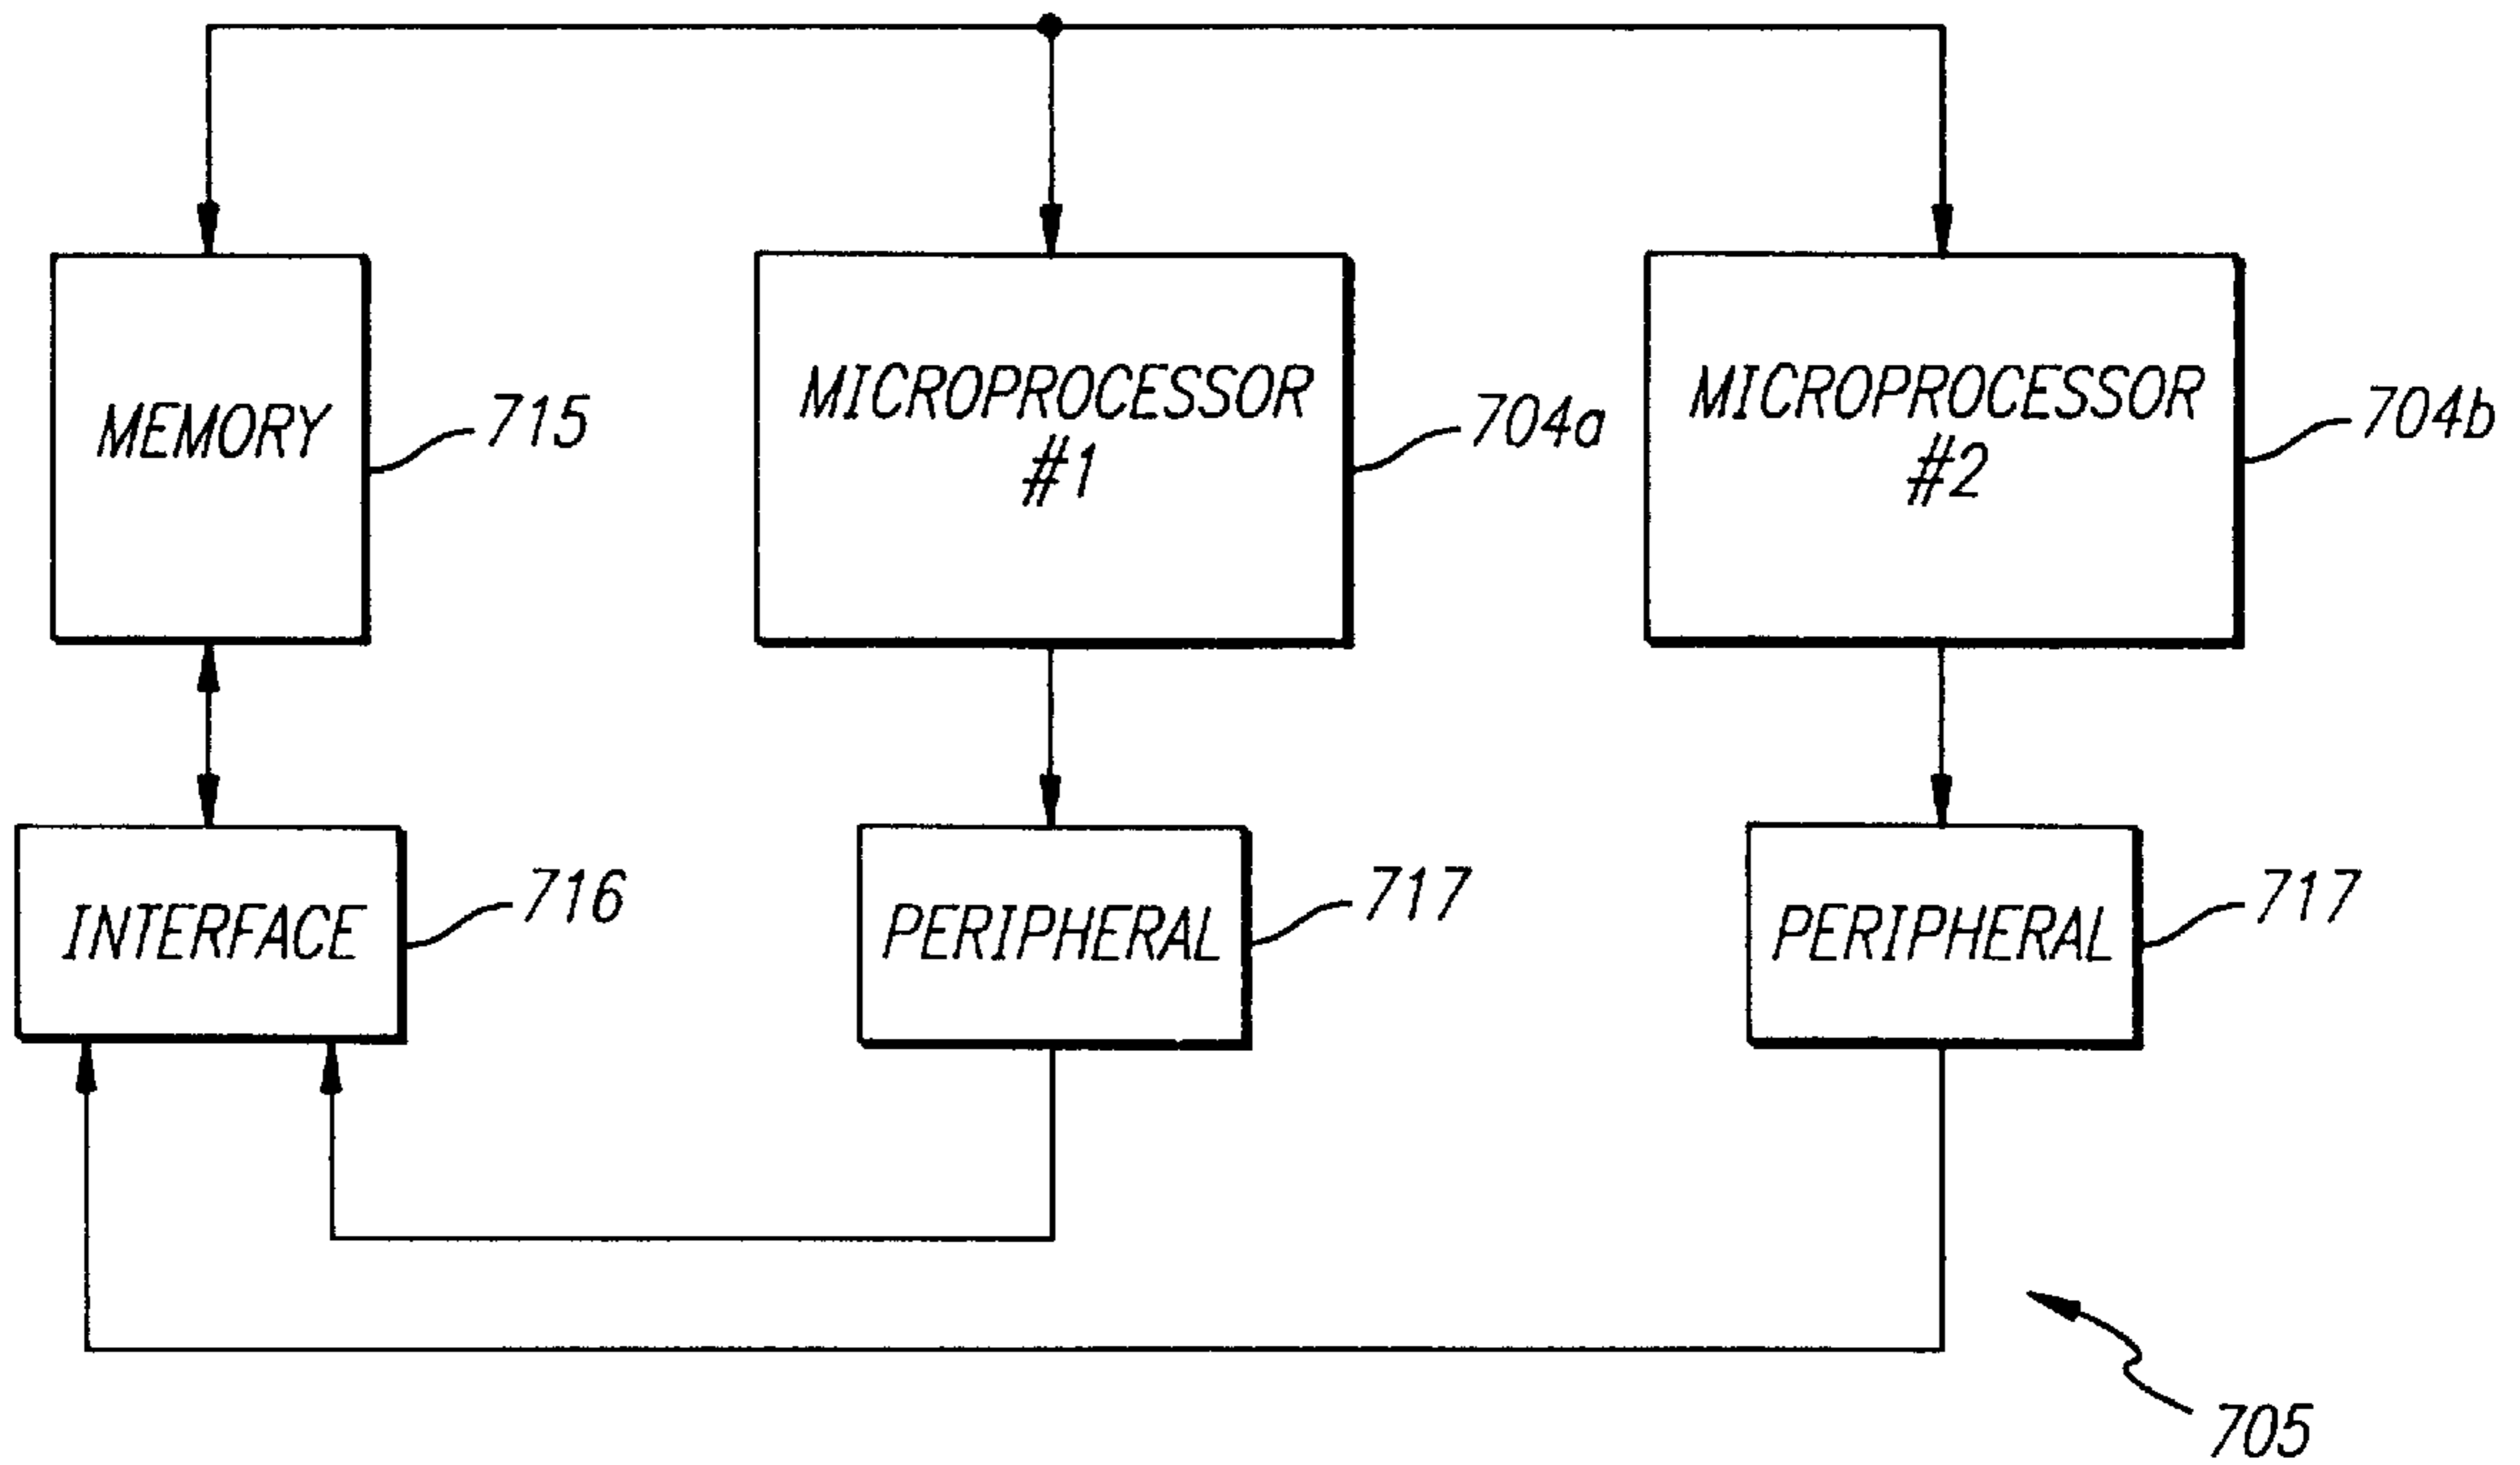 MEMORY
715
MICROPROCESSOR
#1
704a
MICROPROCESSOR
#2
704b
INTERFACE
716
PERIPHERAL
717
PERIPHERAL
717
705